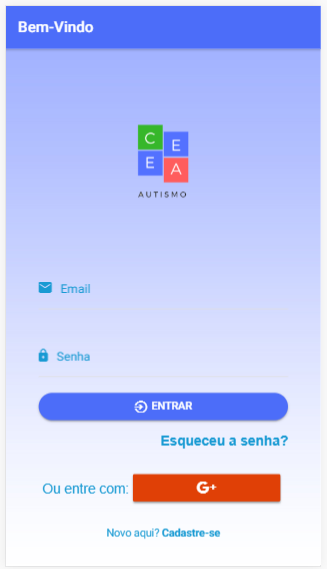 Bem-Vindo
C E
E A
AUTISMO
Email
Senha
ENTRAR
Esqueceu a senha?
Ou entre com: G+
Novo aqui? Cadastre-se